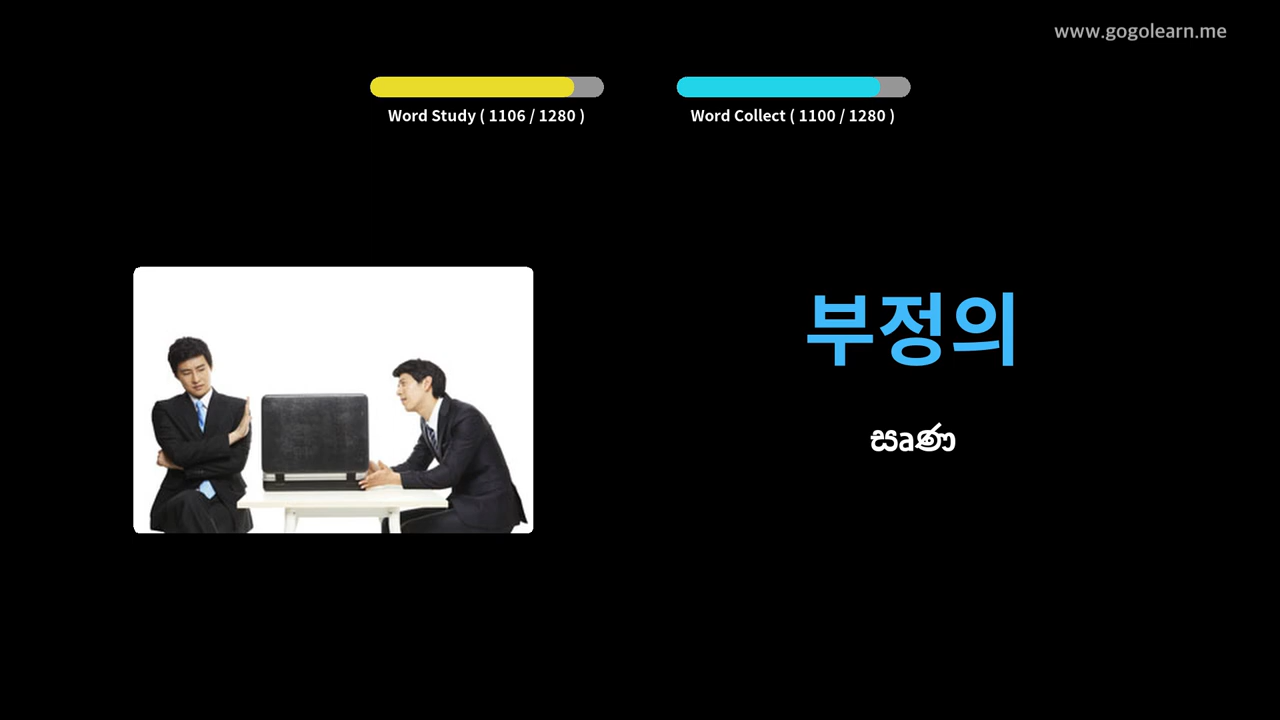 www.gogolearn.me
Word Study ( 1106 / 1280 )
Word Collect ( 1100 / 1280 )
부정의
සෘණ